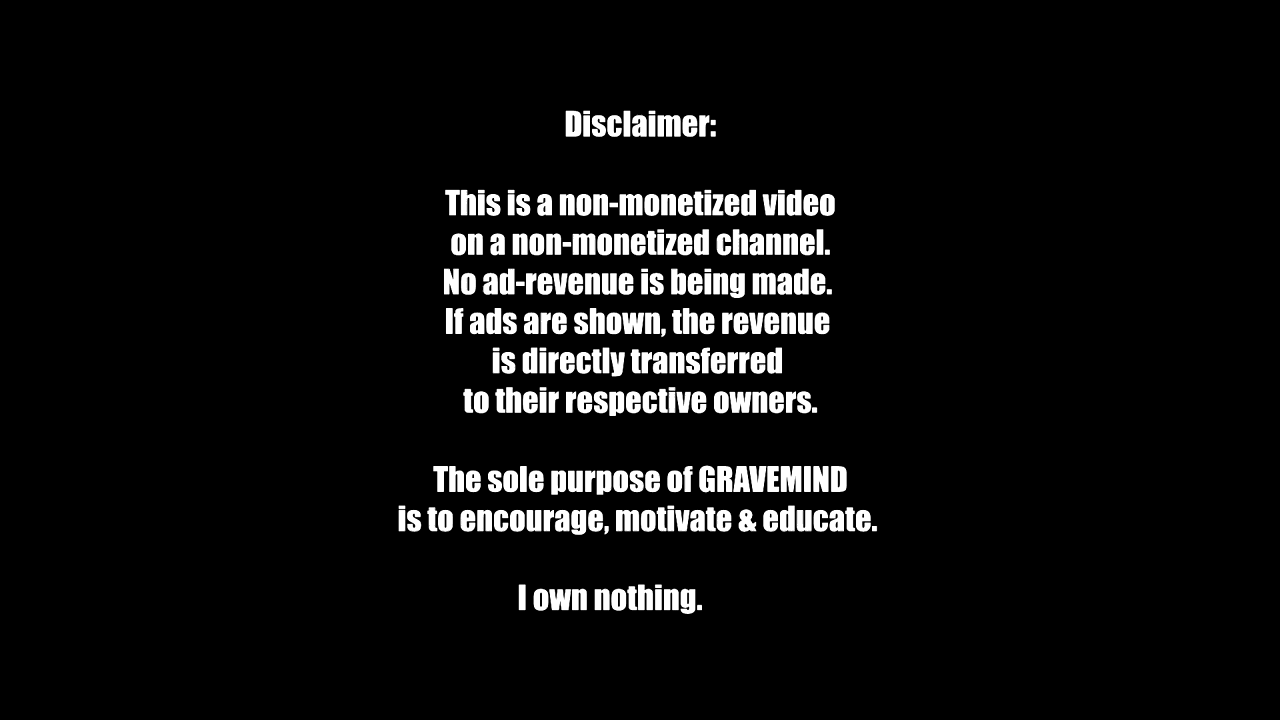 Disclaimer:
This is a non-monetized video
on a non-monetized channel.
No ad-revenue is being made.
If ads are shown, the revenue
is directly transferred
to their respective owners.
The sole purpose of GRAVEMIND
is to encourage, motivate & educate.
I own nothing.